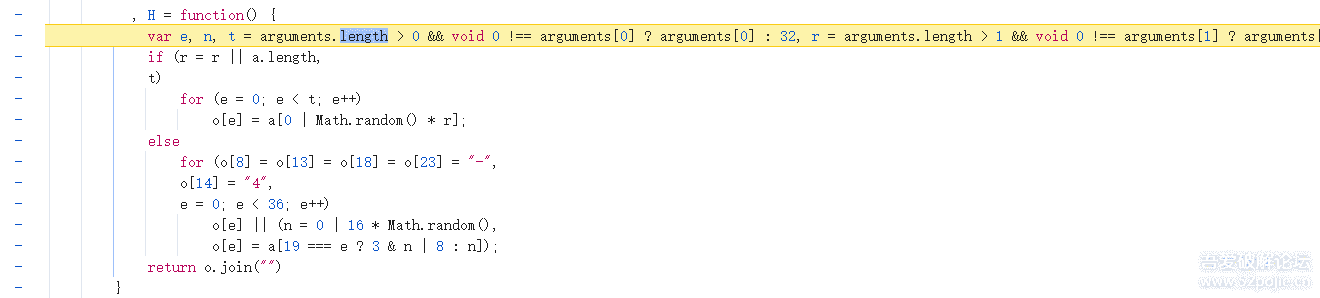 , H = function() {
var e, n, t = arguments.length > 0 && void 0 !== arguments[0] ? arguments[0] : 32, r = arguments.length > 1 && void 0 !== arguments[1] ? arguments[
if (r = r || a.length,
t)
for (e = 0; e < t; e++)
o[e] = a[0 | Math.random() * r];
else
for (o[8] = o[13] = o[18] = o[23] = "-",
o[14] = "4",
e = 0; e < 36; e++)
o[e] || (n = 0 | 16 * Math.random(),
o[e] = a[19 === e ? 3 & n | 8 : n]);
return o.join("")
}
吾爱破解论坛
www.52pojie.cn